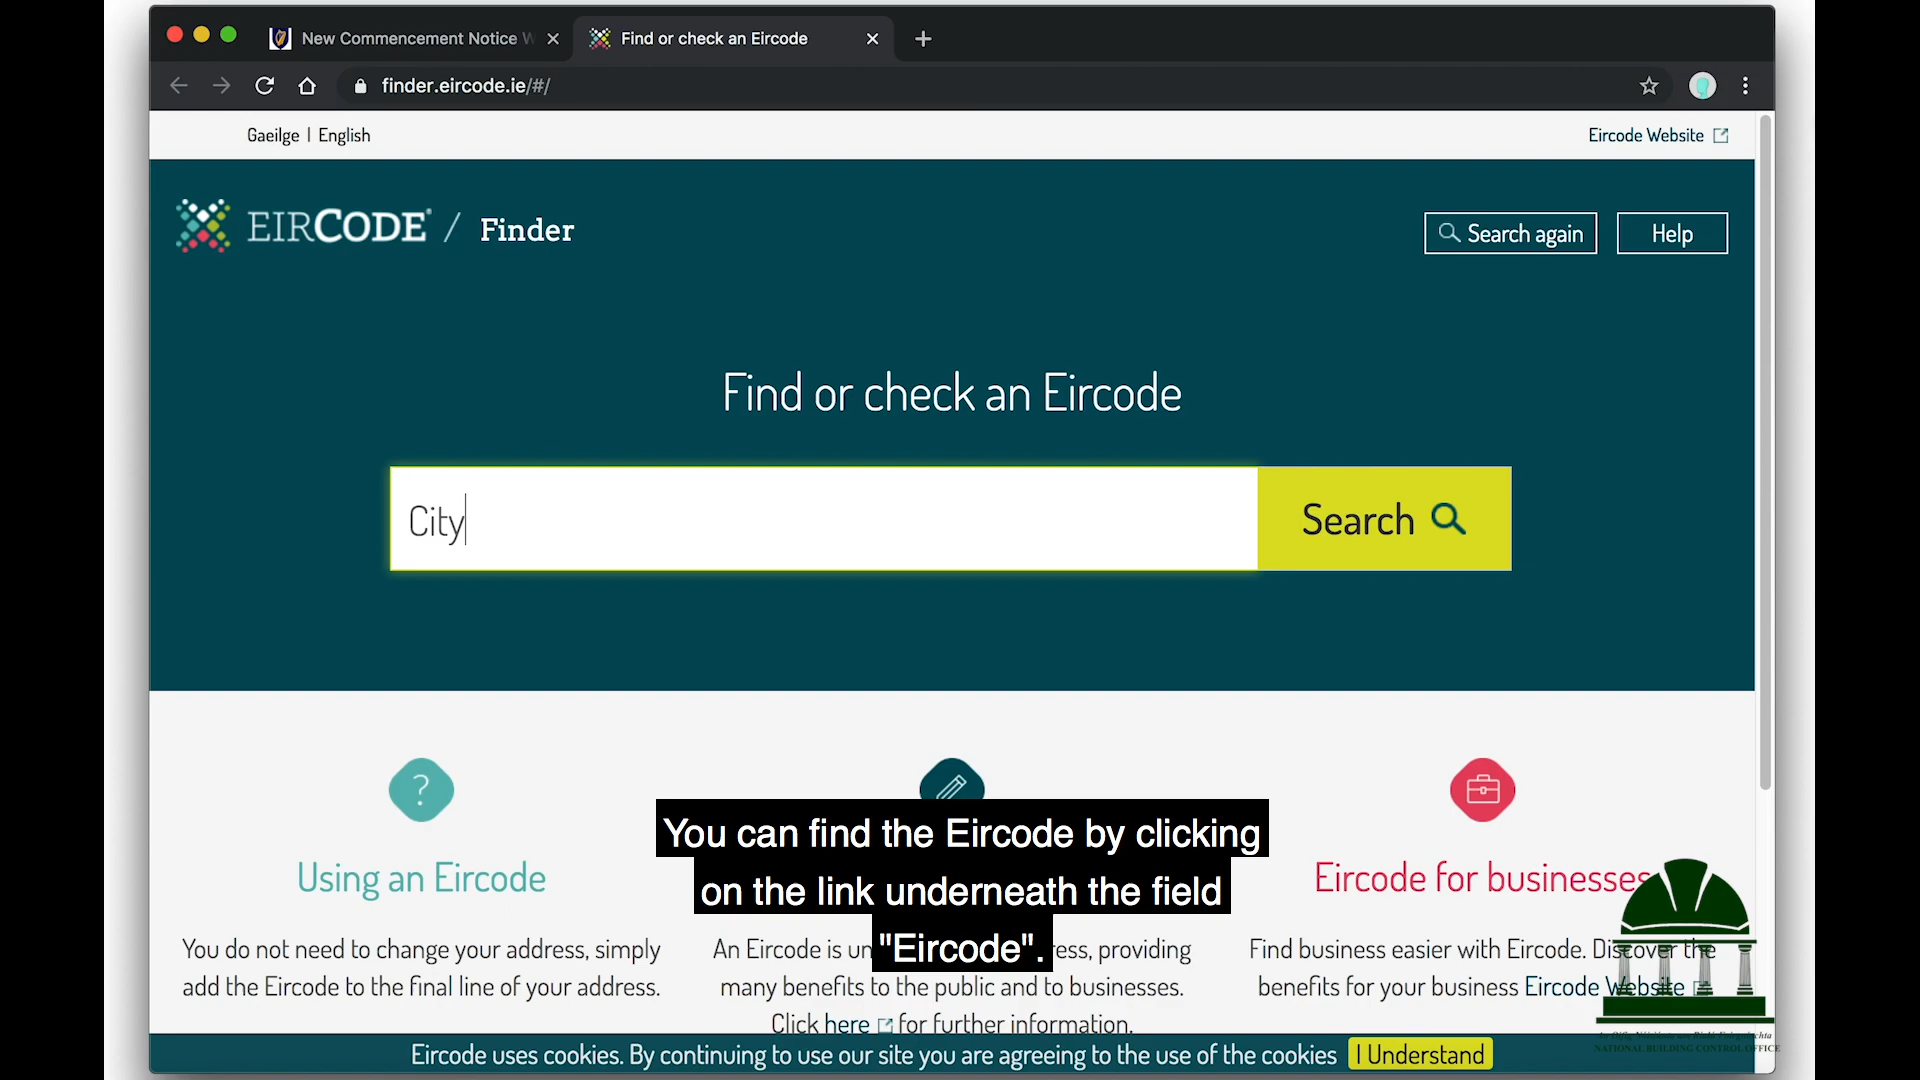 New Commencement Notice W
Find or check an Eircode
finder.eircode.ie/#/
Gaeilge | English
Eircode Website
EIRCODE / Finder
Search again
Help
Find or check an Eircode
City
Search
Using an Eircode
You do not need to change your address, simply
add the Eircode to the final line of your address.
An Eircode is un
ess, providing
many benefits to the public and to businesses.
Click here for further information.
Eircode for businesses
Find business easier with Eircode. Discover the
benefits for your business Eircode Website
You can find the Eircode by clicking
on the link underneath the field
"Eircode".
NATIONAL BUILDING CONTROL OFFICE
Eircode uses cookies. By continuing to use our site you are agreeing to the use of the cookies
I Understand